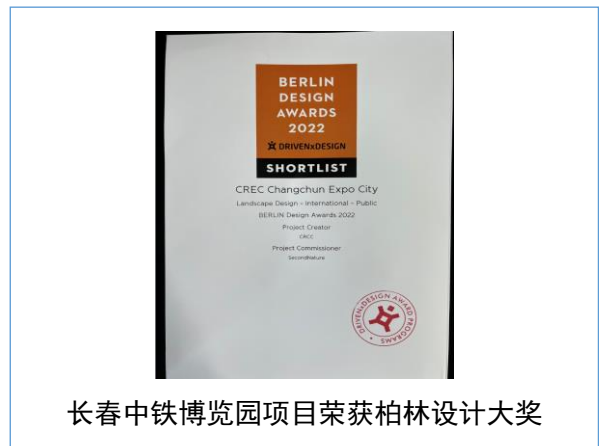 BERLIN
DESIGN
AWARDS
2022
DRIVENxDESIGN
SHORTLIST
CREC Changchun Expo City
Landscape Design – International – Public
BERLIN Design Awards 2022
Project Creator
CRCC
Project Commissioner
SecondNature
DRIVENxDESIGN AWARD PROGRAMS
长春中铁博览园项目荣获柏林设计大奖